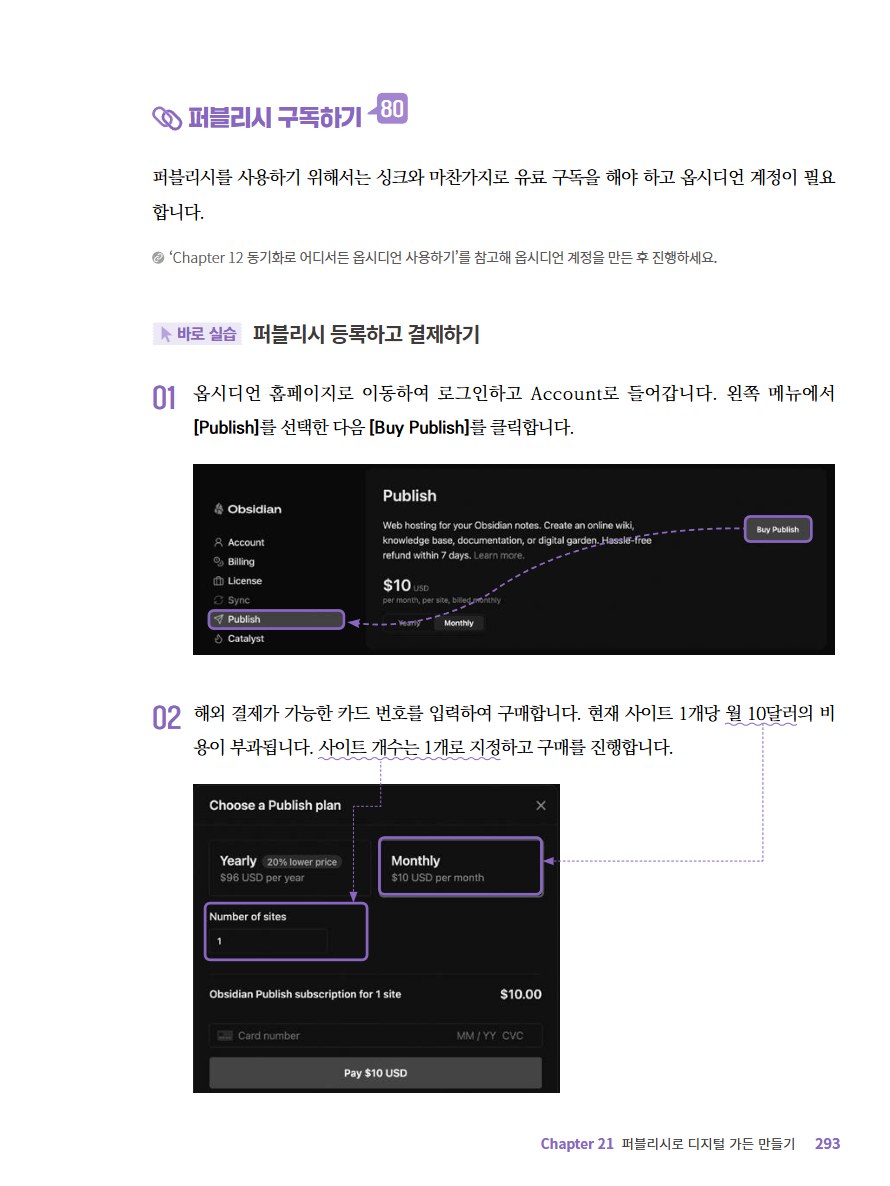 퍼블리시 구독하기 80
퍼블리시를 사용하기 위해서는 싱크와 마찬가지로 유료 구독을 해야 하고 옵시디언 계정이 필요
합니다.
‘Chapter 12 동기화로 어디서든 옵시디언 사용하기’를 참고해 옵시디언 계정을 만든 후 진행하세요.
바로 실습 퍼블리시 등록하고 결제하기
01 옵시디언 홈페이지로 이동하여 로그인하고 Account로 들어갑니다. 왼쪽 메뉴에서
[Publish]를 선택한 다음 [Buy Publish]를 클릭합니다.
Obsidian
Account
Billing
License
Sync
Publish
Catalyst
Publish
Web hosting for your Obsidian notes. Create an online wiki,
knowledge base, documentation, or digital garden. Hassle-free
refund within 7 days. Learn more.
$10 USD
per month, per site, billed monthly
Yearly Monthly
Buy Publish
02 해외 결제가 가능한 카드 번호를 입력하여 구매합니다. 현재 사이트 1개당 월 10달러의 비
용이 부과됩니다. 사이트 개수는 1개로 지정하고 구매를 진행합니다.
Choose a Publish plan
Yearly 20% lower price
$96 USD per year
Monthly
$10 USD per month
Number of sites
1
Obsidian Publish subscription for 1 site $10.00
Card number MM / YY CVC
Pay $10 USD
Chapter 21 퍼블리시로 디지털 가든 만들기 293